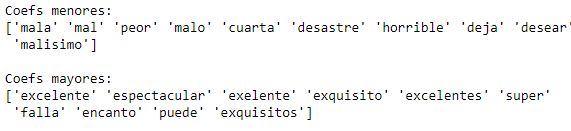 Coefs menores:
['mala' 'mal' 'peor' 'malo' 'cuarta' 'desastre' 'horrible' 'deja' 'desear'
'malisimo']
Coefs mayores:
['excelente' 'espectacular' 'exelente' 'exquisito' 'excelentes' 'super'
'falla' 'encanto' 'puede' 'exquisitos']